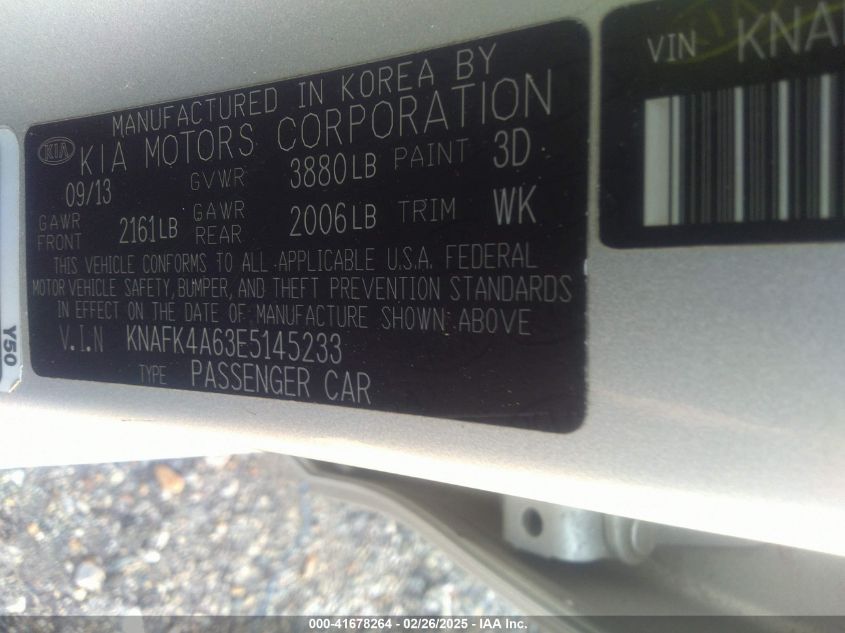 MANUFACTURED IN KOREA BY
KIA KIA MOTORS CORPORATION
09/13 GVWR 3880LB PAINT 3D
GAWR FRONT 2161LB GAWR REAR 2006LB TRIM WK
THIS VEHICLE CONFORMS TO ALL APPLICABLE U.S.A. FEDERAL
MOTOR VEHICLE SAFETY, BUMPER, AND THEFT PREVENTION STANDARDS
IN EFFECT ON THE DATE OF MANUFACTURE SHOWN ABOVE
V.I.N KNAFK4A63E5145233
TYPE PASSENGER CAR
VIN KNA
Y50
000-41678264 - 02/26/2025 - IAA Inc.